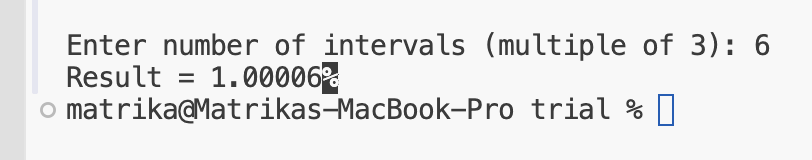 Enter number of intervals (multiple of 3): 6
Result = 1.00006%
matrika@Matrikas-MacBook-Pro trial %